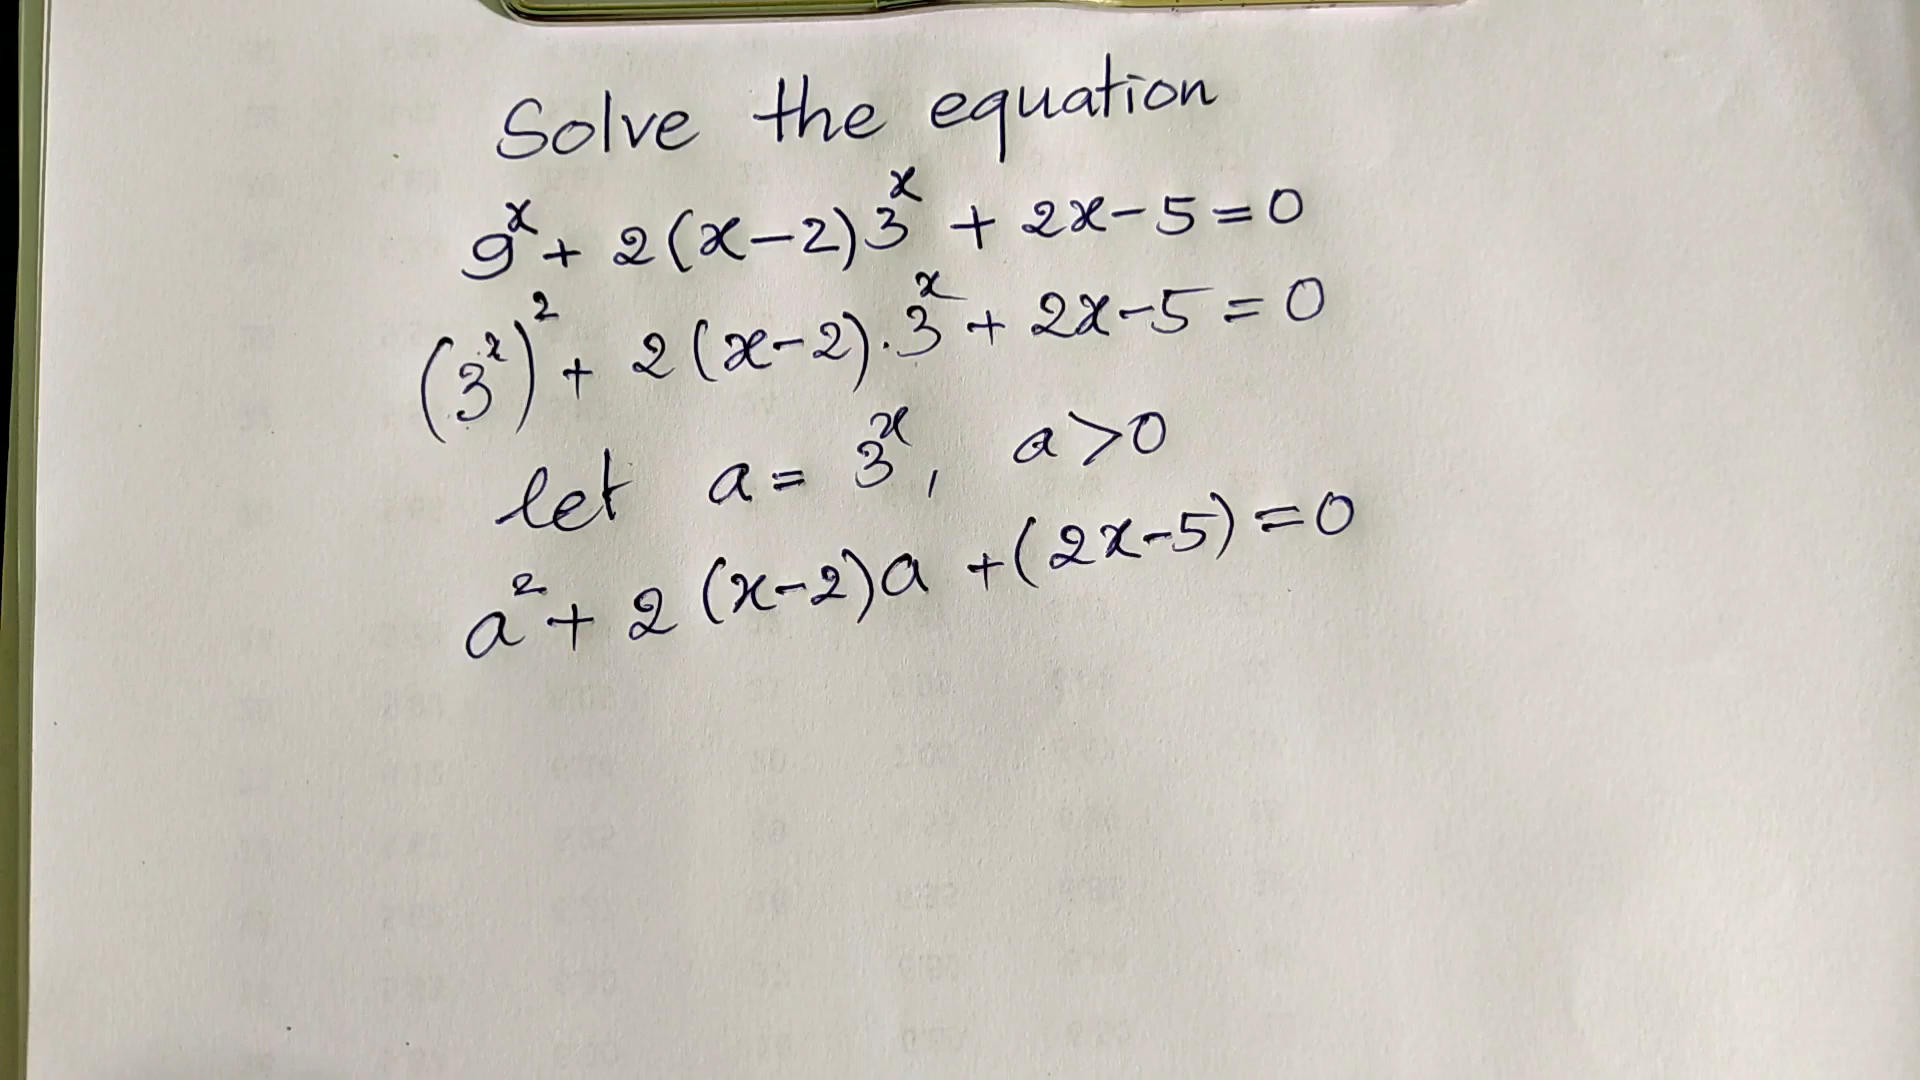 Solve the equation
9^x + 2(x-2)3^x + 2x-5=0
(3^x)^2 + 2(x-2).3^x + 2x-5=0
let a= 3^x, a>0
a^2 + 2(x-2)a +(2x-5)=0